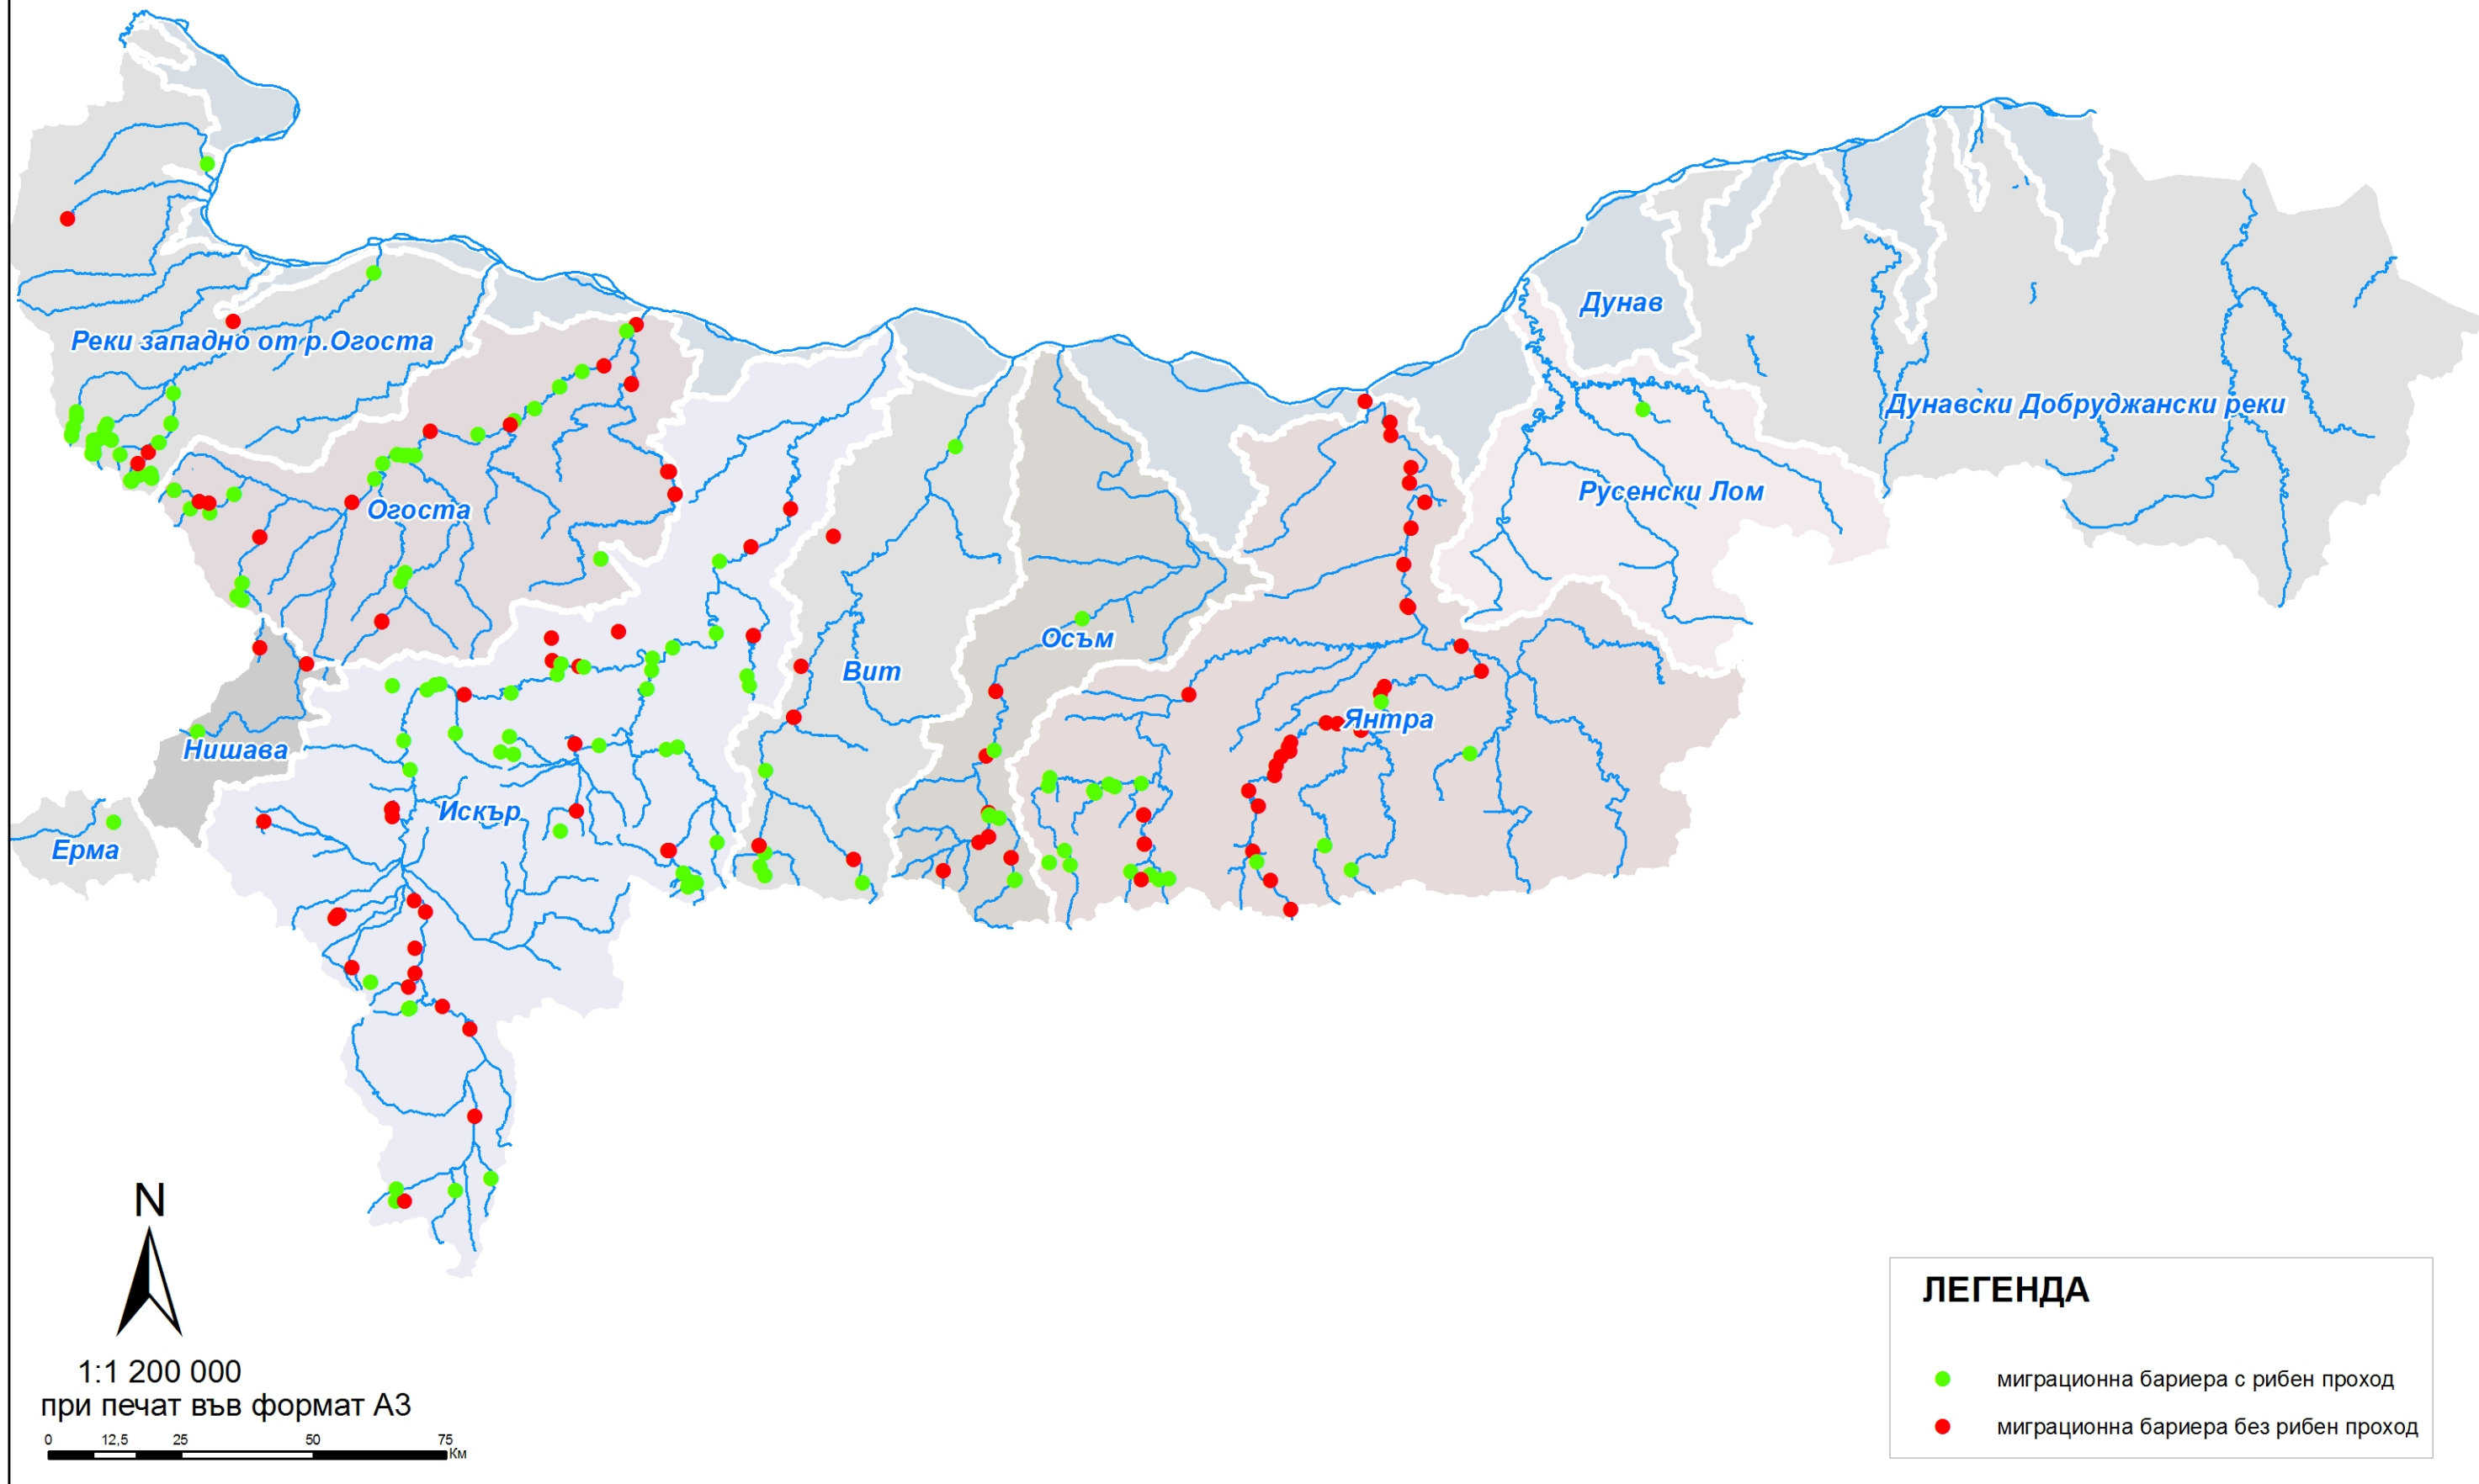 Дунав
Реки западно от р.Огоста
Дунавски Добруджански реки
Русенски Лом
Огоста
Осъм
Вит
Янтра
Нишава
Искър
Ерма
N
1:1 200 000
при печат във формат А3
0 12,5 25 50 75
Км
ЛЕГЕНДА
миграционна бариера с рибен проход
миграционна бариера без рибен проход